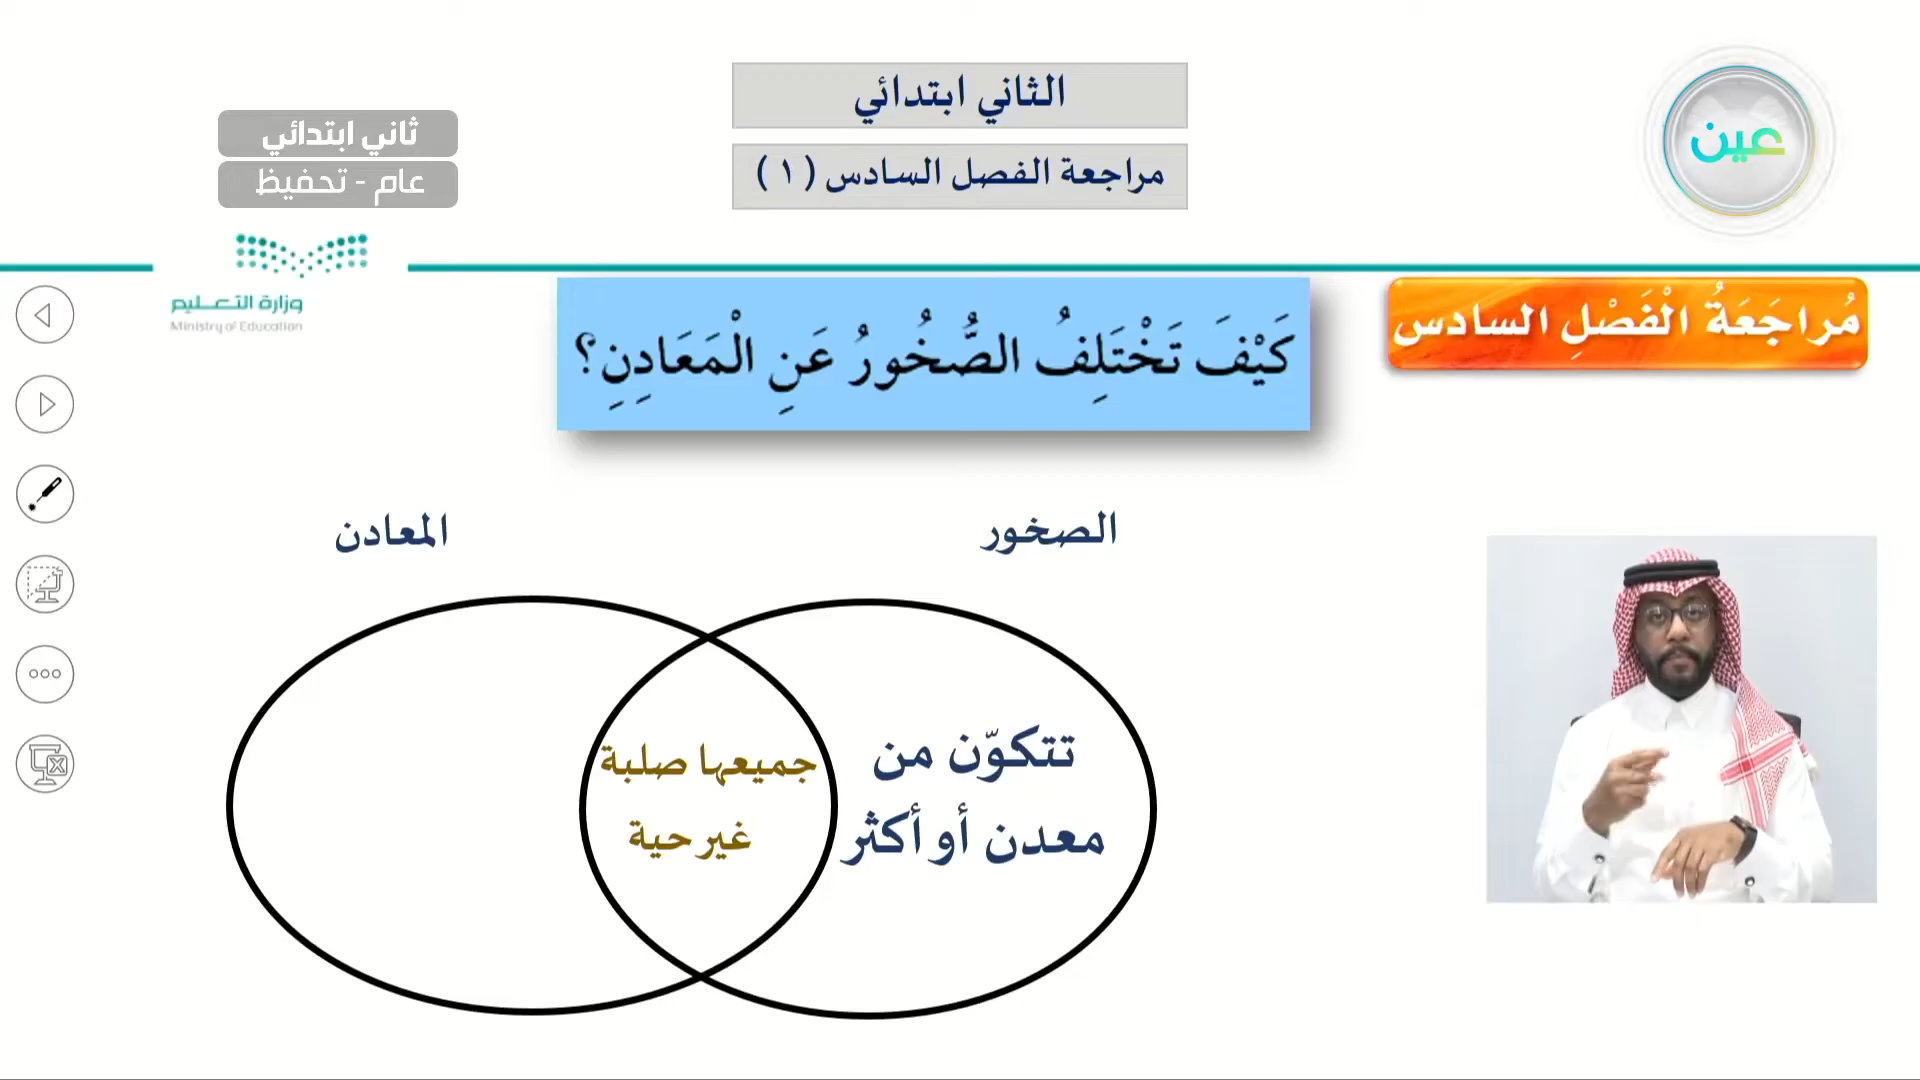 الثاني ابتدائي
مراجعة الفصل السادس ( ١ )
عين
ثاني ابتدائي
عام - تحفيظ
وزارة التعليم
Ministry of Education
مُراجَعَةُ الْفَصْلِ السادس
كَيْفَ تَخْتَلِفُ الصُّخُورُ عَنِ الْمَعَادِنِ؟
الصخور
المعادن
تتكوّن من
معدن أو أكثر
جميعها صلبة
غير حية